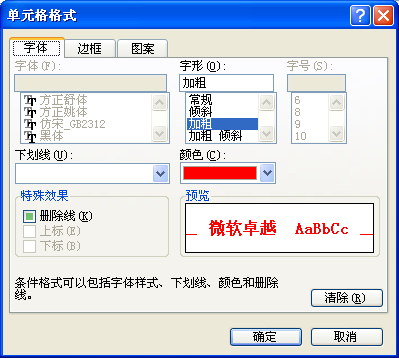 单元格格式
字体 边框 图案
字体(F): 字形(O): 字号(S):
加粗
方正舒体 常规 6
方正姚体 倾斜 8
仿宋_GB2312 加粗 9
黑体 加粗 倾斜 10
下划线(U): 颜色(C):
特殊效果 预览
删除线(K)
上标(E)
下标(B)
微软卓越 AaBbCc
条件格式可以包括字体样式、下划线、颜色和删除
线。
清除(R)
确定 取消